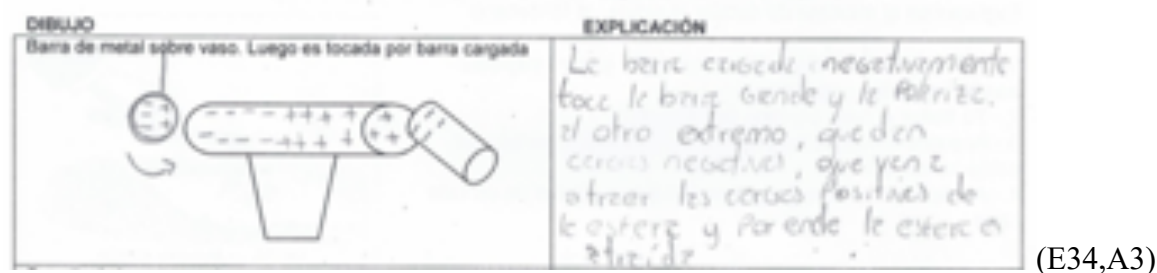 DIBUJO
EXPLICACIÓN
Barra de metal sobre vaso. Luego es tocada por barra cargada
La barra cargada negativamente
toca la barra grande y la polariza.
el otro extremo, quedan
cargas negativas, que van a
atraer las cargas positivas de
la esfera y por ende la esfera es
atraida
(E34,A3)